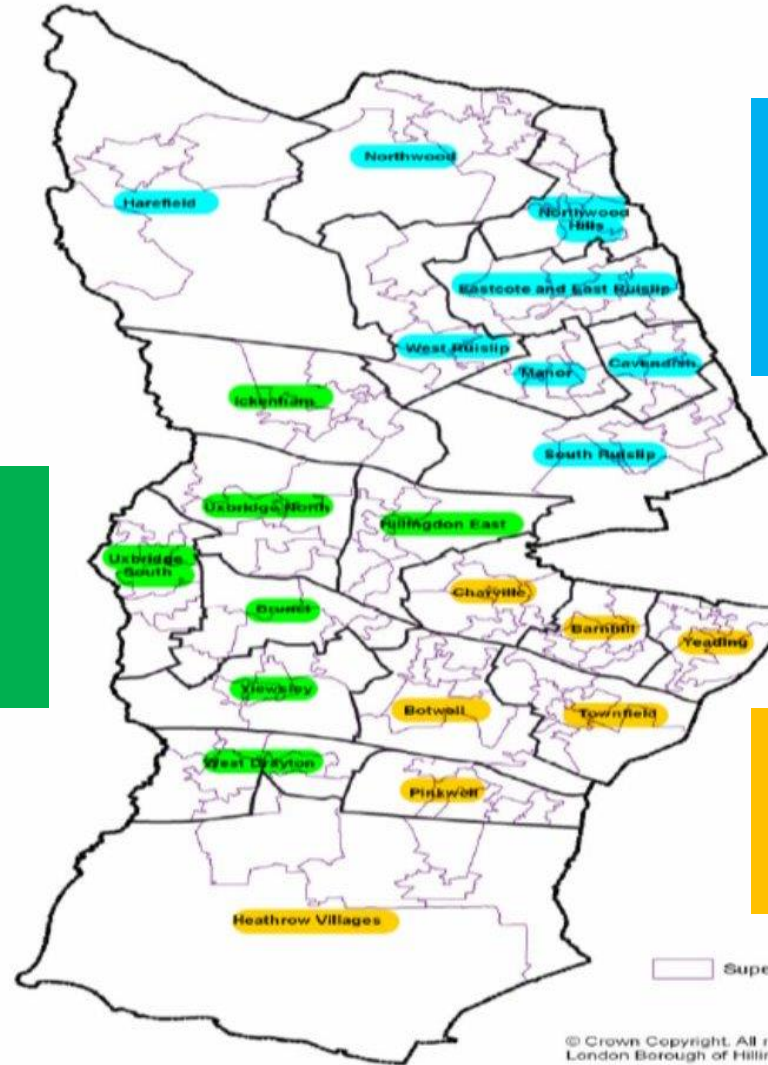 Northwood
Harefield
Northwood
Hills
Eastcote and East Ruislip
West Ruislip
Manor
Cavendish
Ickenham
South Ruislip
Uxbridge North
Hillingdon East
Uxbridge
South
Charville
Brunel
Barnhill
Yeading
Yiewsley
Botwell
Townfield
West Drayton
Pinkwell
Heathrow Villages
Supe
© Crown Copyright. All r
London Borough of Hillin